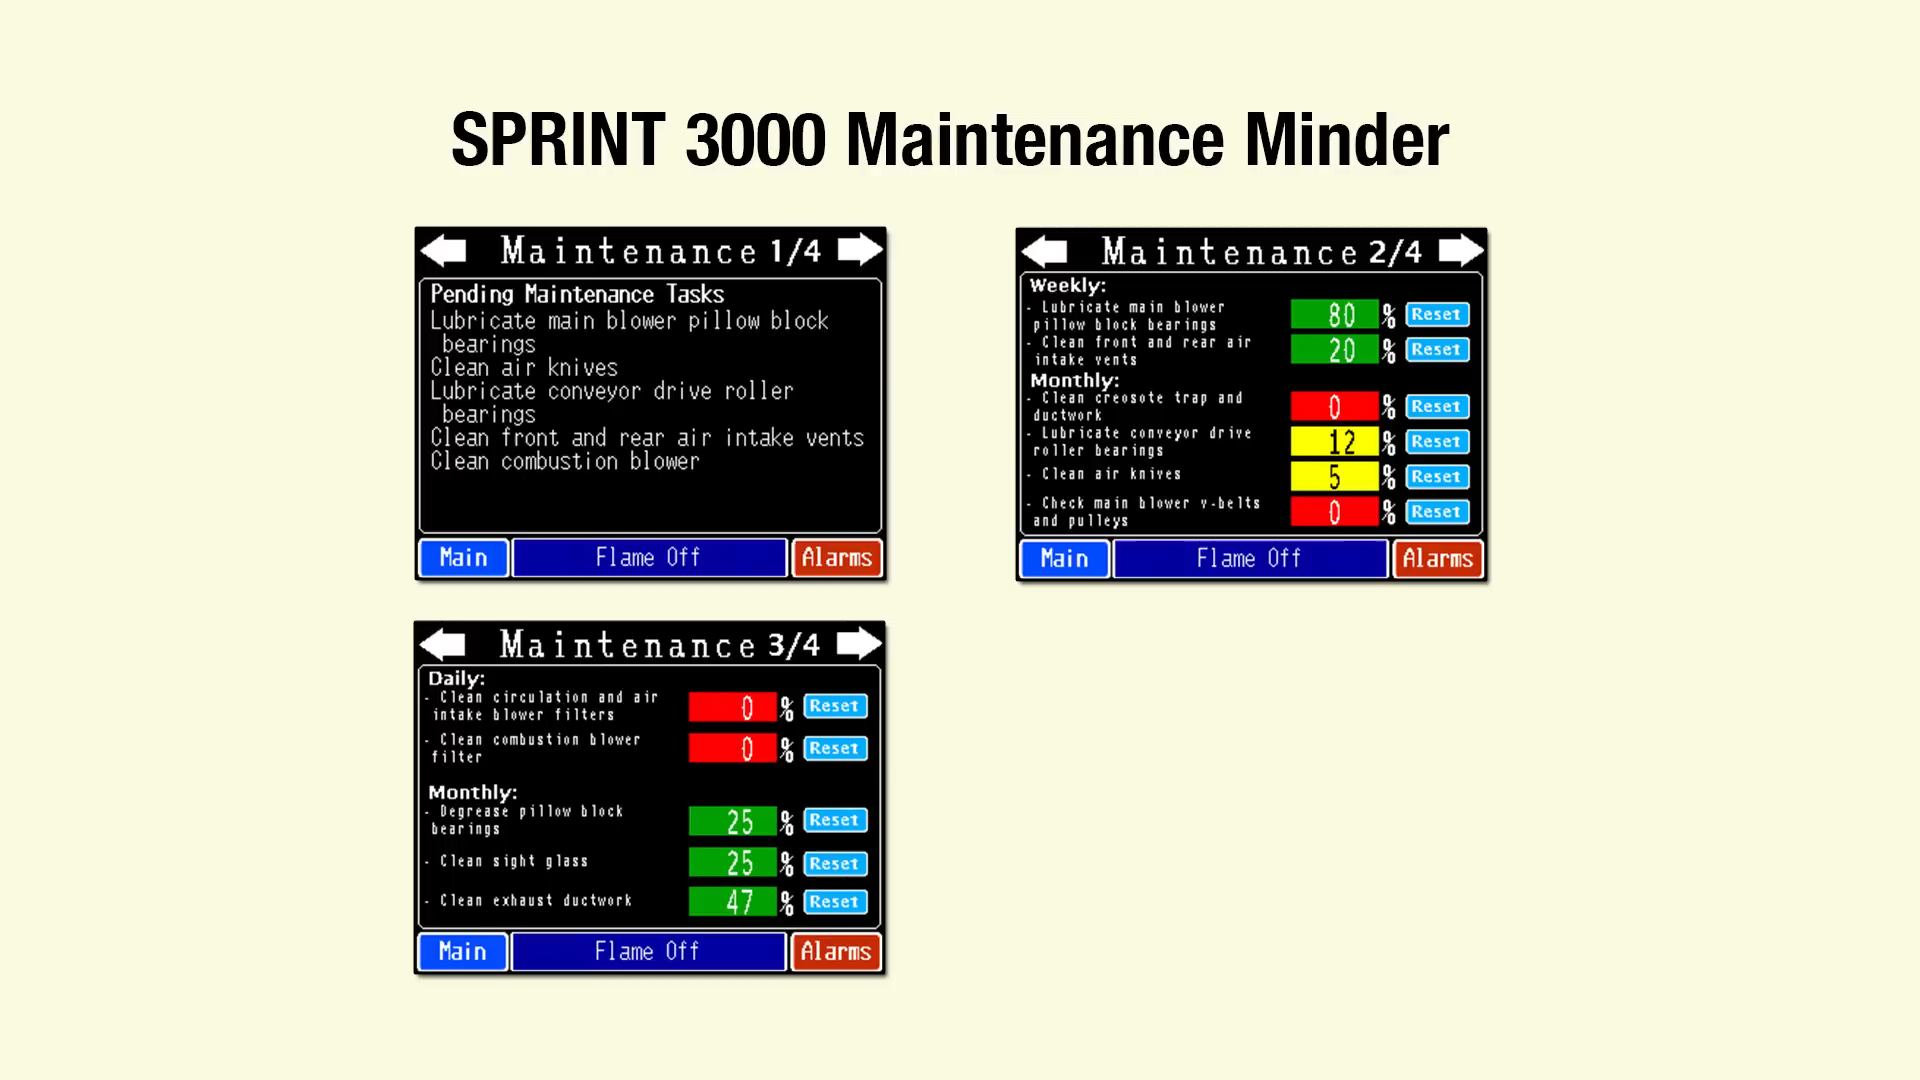 SPRINT 3000 Maintenance Minder
Maintenance 1/4
Pending Maintenance Tasks
Lubricate main blower pillow block
bearings
Clean air knives
Lubricate conveyor drive roller
bearings
Clean front and rear air intake vents
Clean combustion blower
Main Flame Off Alarms
Maintenance 2/4
Weekly:
- Lubricate main blower
pillow block bearings 80 % Reset
- Clean front and rear air
intake vents 20 % Reset
Monthly:
- Clean creosote trap and
ductwork 0 % Reset
- Lubricate conveyor drive
roller bearings 12 % Reset
- Clean air knives 5 % Reset
- Check main blower v-belts
and pulleys 0 % Reset
Main Flame Off Alarms
Maintenance 3/4
Daily:
- Clean circulation and air
intake blower filters 0 % Reset
- Clean combustion blower
filter 0 % Reset
Monthly:
- Degrease pillow block
bearings 25 % Reset
- Clean sight glass 25 % Reset
- Clean exhaust ductwork 47 % Reset
Main Flame Off Alarms